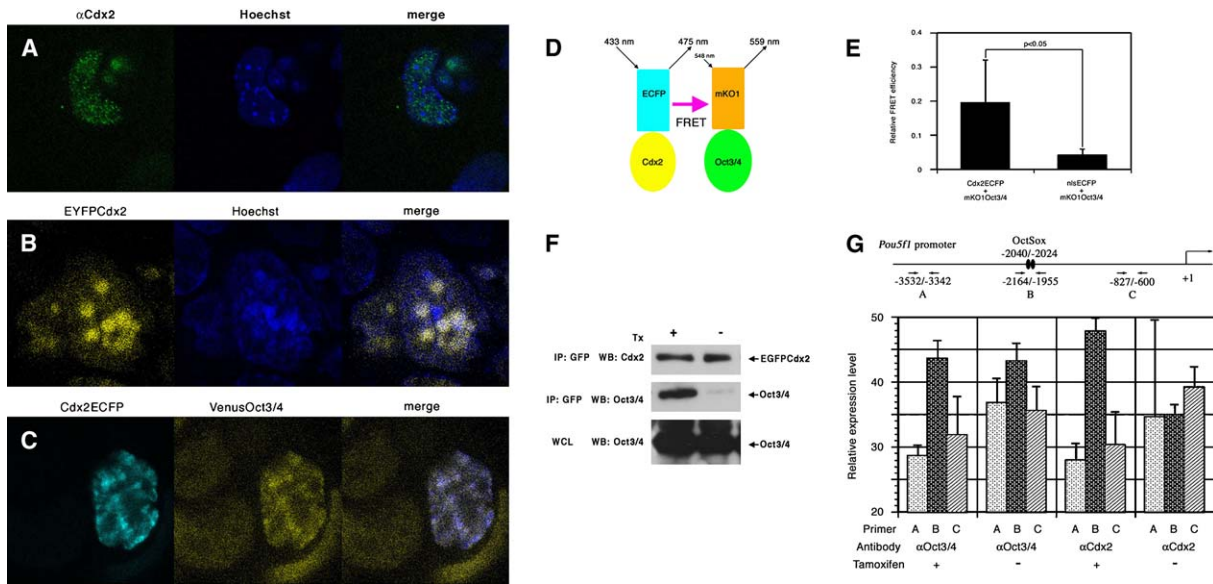 αCdx2 Hoechst merge
A
EYFPCdx2 Hoechst merge
B
Cdx2ECFP VenusOct3/4 merge
C
D
433 nm 475 nm 548 nm 559 nm
ECFP mKO1
FRET
Cdx2 Oct3/4
E
p<0.05
Relative FRET efficiency
0.4
0.3
0.2
0.1
0
Cdx2ECFP
+
mKO1Oct3/4
nlsECFP
+
mKO1Oct3/4
F
Tx + -
IP: GFP WB: Cdx2 EGFPCdx2
IP: GFP WB: Oct3/4 Oct3/4
WCL WB: Oct3/4 Oct3/4
G
Pou5f1 promoter
OctSox
-2040/-2024
-3532/-3342 -2164/-1955 -827/-600 +1
A B C
Relative expression level
50
40
30
20
Primer A B C A B C A B C A B C
Antibody αOct3/4 αOct3/4 αCdx2 αCdx2
Tamoxifen + - + -